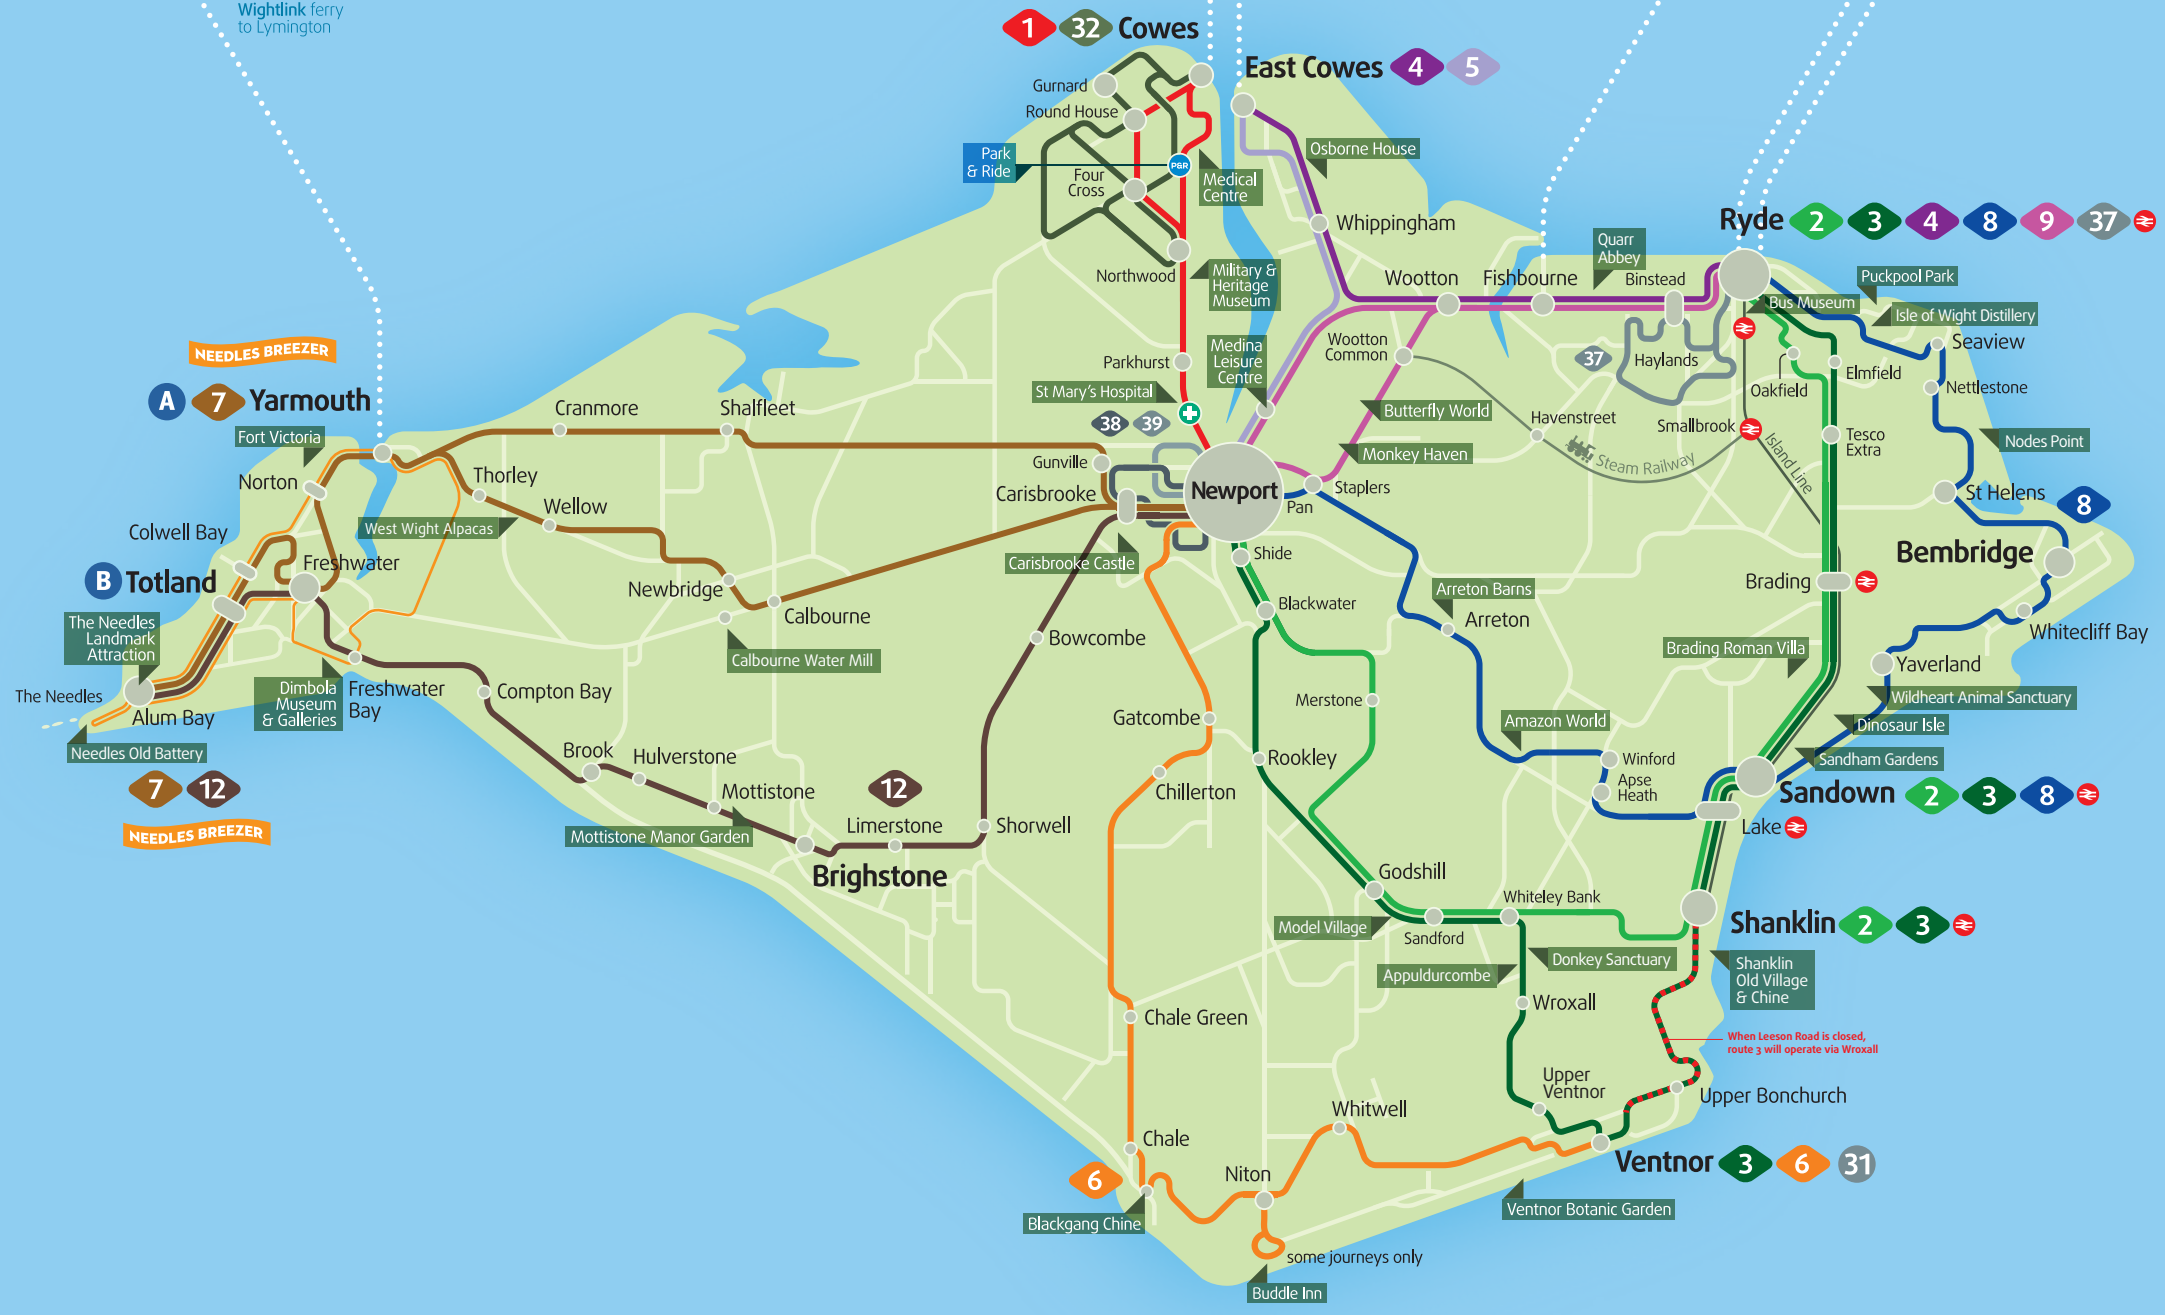 Wightlink ferry
to Lymington
1 32 Cowes
Gurnard
Round House
Park
& Ride
P&R
Four
Cross
Medical
Centre
Northwood
Military &
Heritage
Museum
Parkhurst
St Mary's Hospital
38 39
East Cowes 4 5
Osborne House
Whippingham
Wootton
Fishbourne
Quarr
Abbey
Binstead
Ryde 2 3 4 8 9 37
Puckpool Park
Bus Museum
Isle of Wight Distillery
Seaview
Medina
Leisure
Centre
Wootton
Common
37
Haylands
Oakfield
Elmfield
Nettlestone
Butterfly World
Havenstreet
Smallbrook
Steam Railway
Island Line
Tesco
Extra
Nodes Point
Monkey Haven
Staplers
Newport
Pan
St Helens
8
Bembridge
NEEDLES BREEZER
A 7 Yarmouth
Fort Victoria
Cranmore
Shalfleet
Gunville
Carisbrooke
Norton
Thorley
Wellow
West Wight Alpacas
Colwell Bay
Freshwater
B Totland
Newbridge
Calbourne
Calbourne Water Mill
Carisbrooke Castle
Shide
Blackwater
Bowcombe
The Needles
Landmark
Attraction
The Needles
Alum Bay
Needles Old Battery
7 12
NEEDLES BREEZER
Dimbola
Museum
& Galleries
Freshwater
Bay
Compton Bay
Brook
Hulverstone
Mottistone
Mottistone Manor Garden
12
Limerstone
Brighstone
Shorwell
Gatcombe
Chillerton
Merstone
Rookley
Arreton Barns
Arreton
Amazon World
Winford
Apse
Heath
Brading
Brading Roman Villa
Whitecliff Bay
Yaverland
Wildheart Animal Sanctuary
Dinosaur Isle
Sandham Gardens
Sandown 2 3 8
Lake
Godshill
Model Village
Sandford
Whiteley Bank
Shanklin 2 3
Donkey Sanctuary
Appuldurcombe
Shanklin
Old Village
& Chine
Wroxall
When Leeson Road is closed,
route 3 will operate via Wroxall
Upper
Ventnor
Upper Bonchurch
Ventnor 3 6 31
Ventnor Botanic Garden
Chale Green
Chale
6
Blackgang Chine
Niton
Whitwell
some journeys only
Buddle Inn